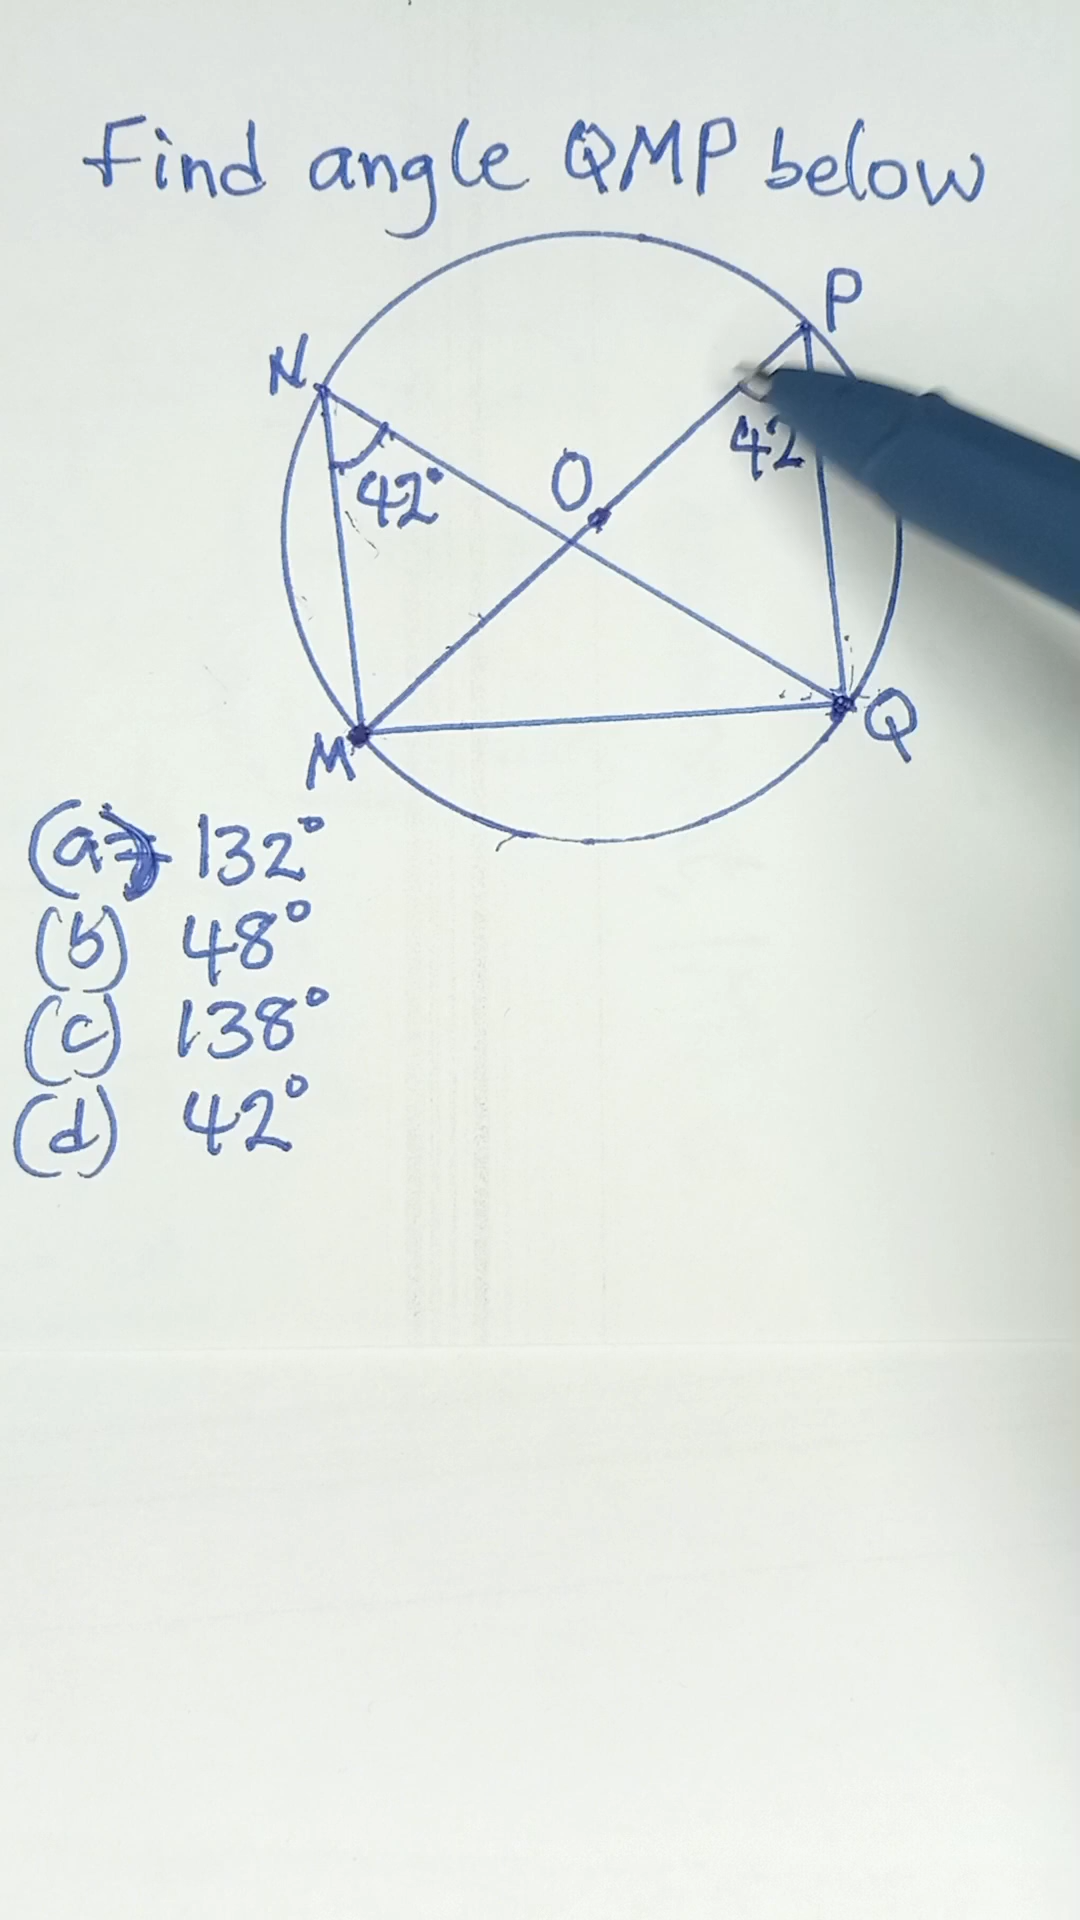 Find angle QMP below
P
N
42
42°
O
M
Q
(a) 132°
(b) 48°
(c) 138°
(d) 42°